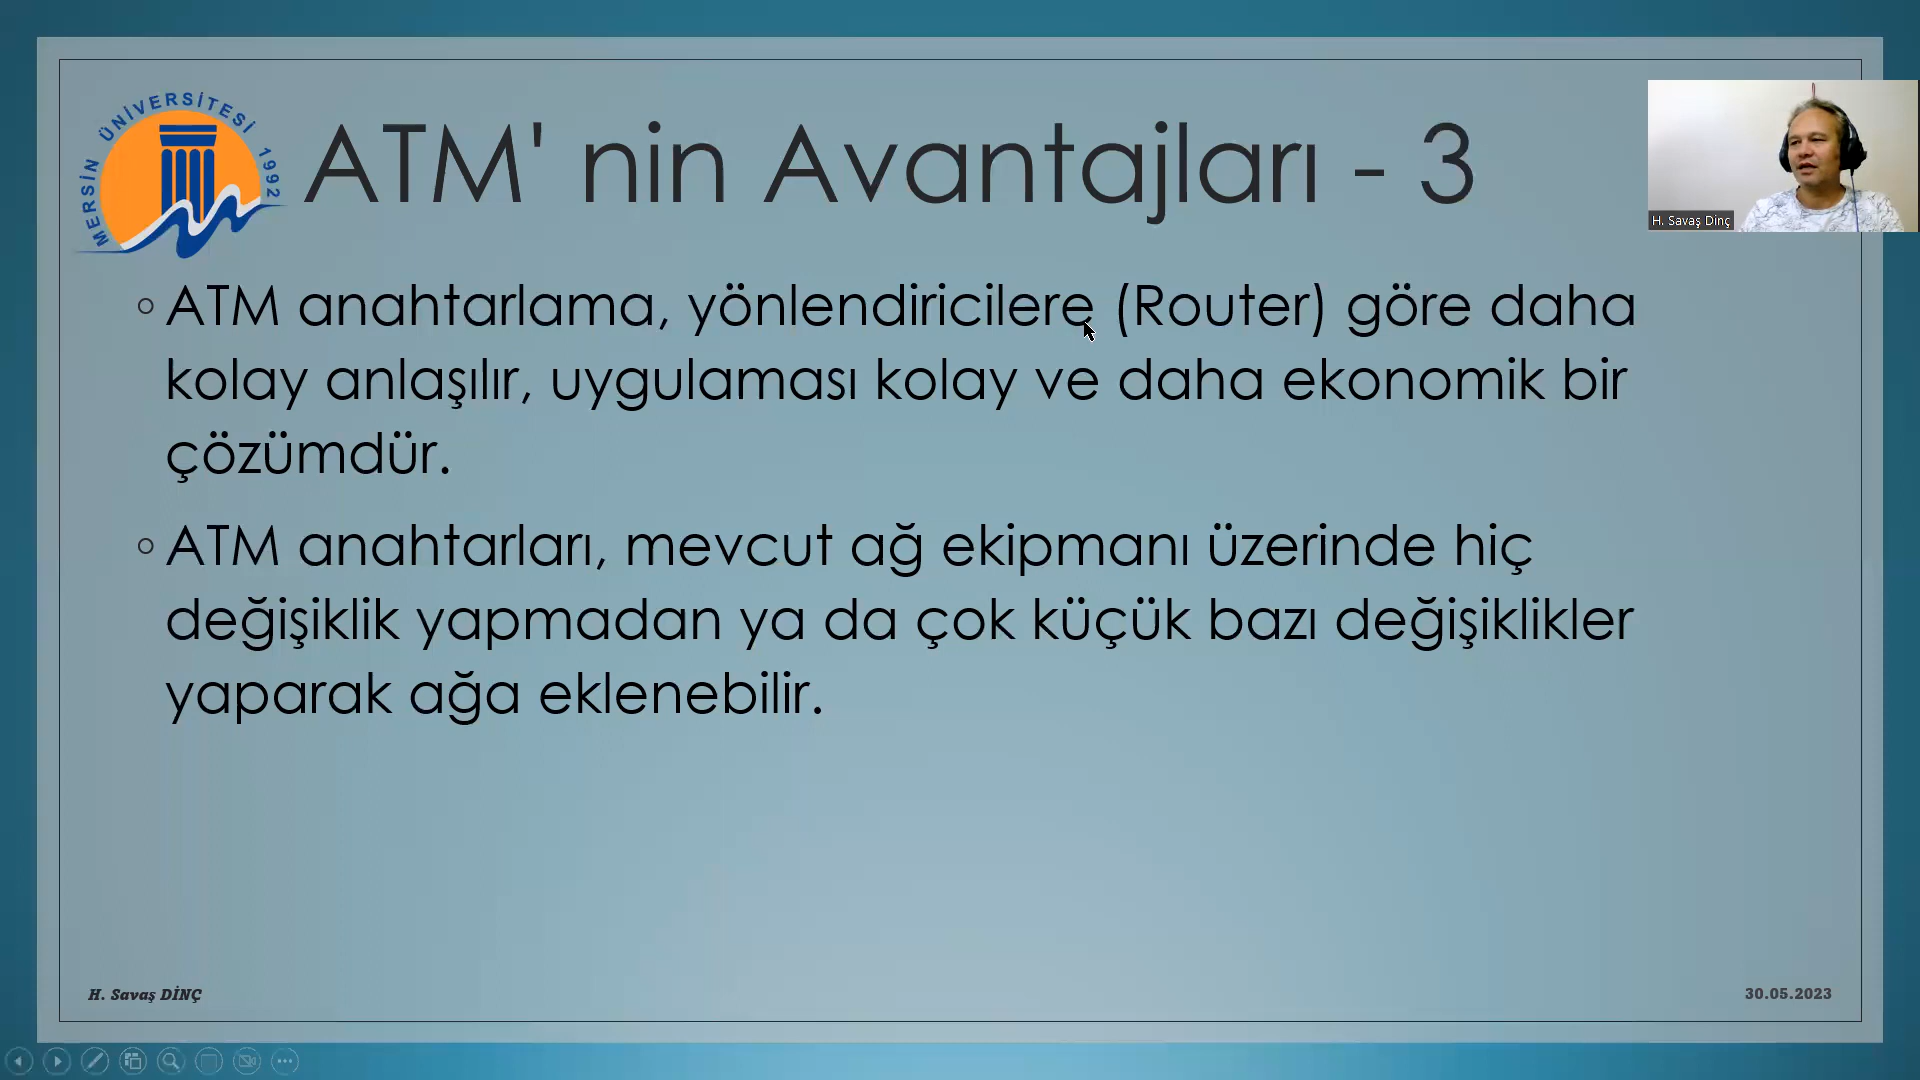 MERSİN ÜNİVERSİTESİ 1992
ATM' nin Avantajları - 3
H. Savaş Dinç
ATM anahtarlama, yönlendiricilere (Router) göre daha
kolay anlaşılır, uygulaması kolay ve daha ekonomik bir
çözümdür.
ATM anahtarları, mevcut ağ ekipmanı üzerinde hiç
değişiklik yapmadan ya da çok küçük bazı değişiklikler
yaparak ağa eklenebilir.
H. Savaş DİNÇ
30.05.2023